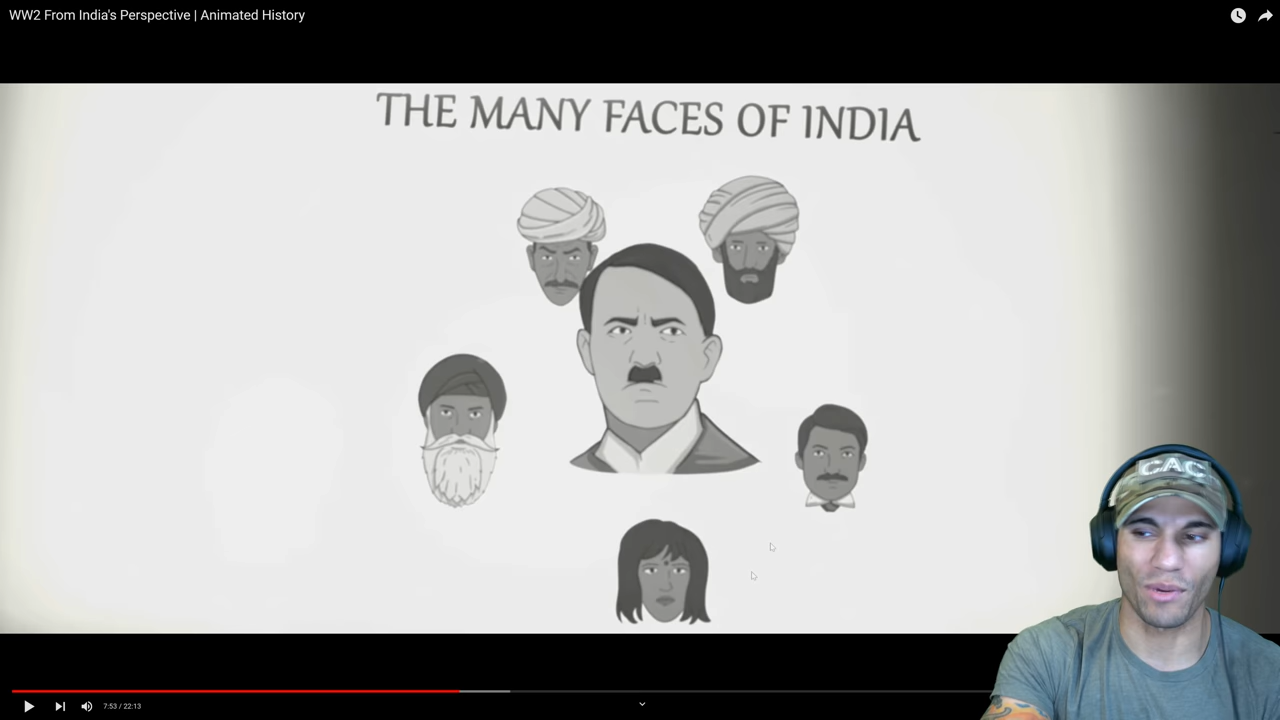 WW2 From India's Perspective | Animated History
THE MANY FACES OF INDIA
CAC
7:53 / 22:13